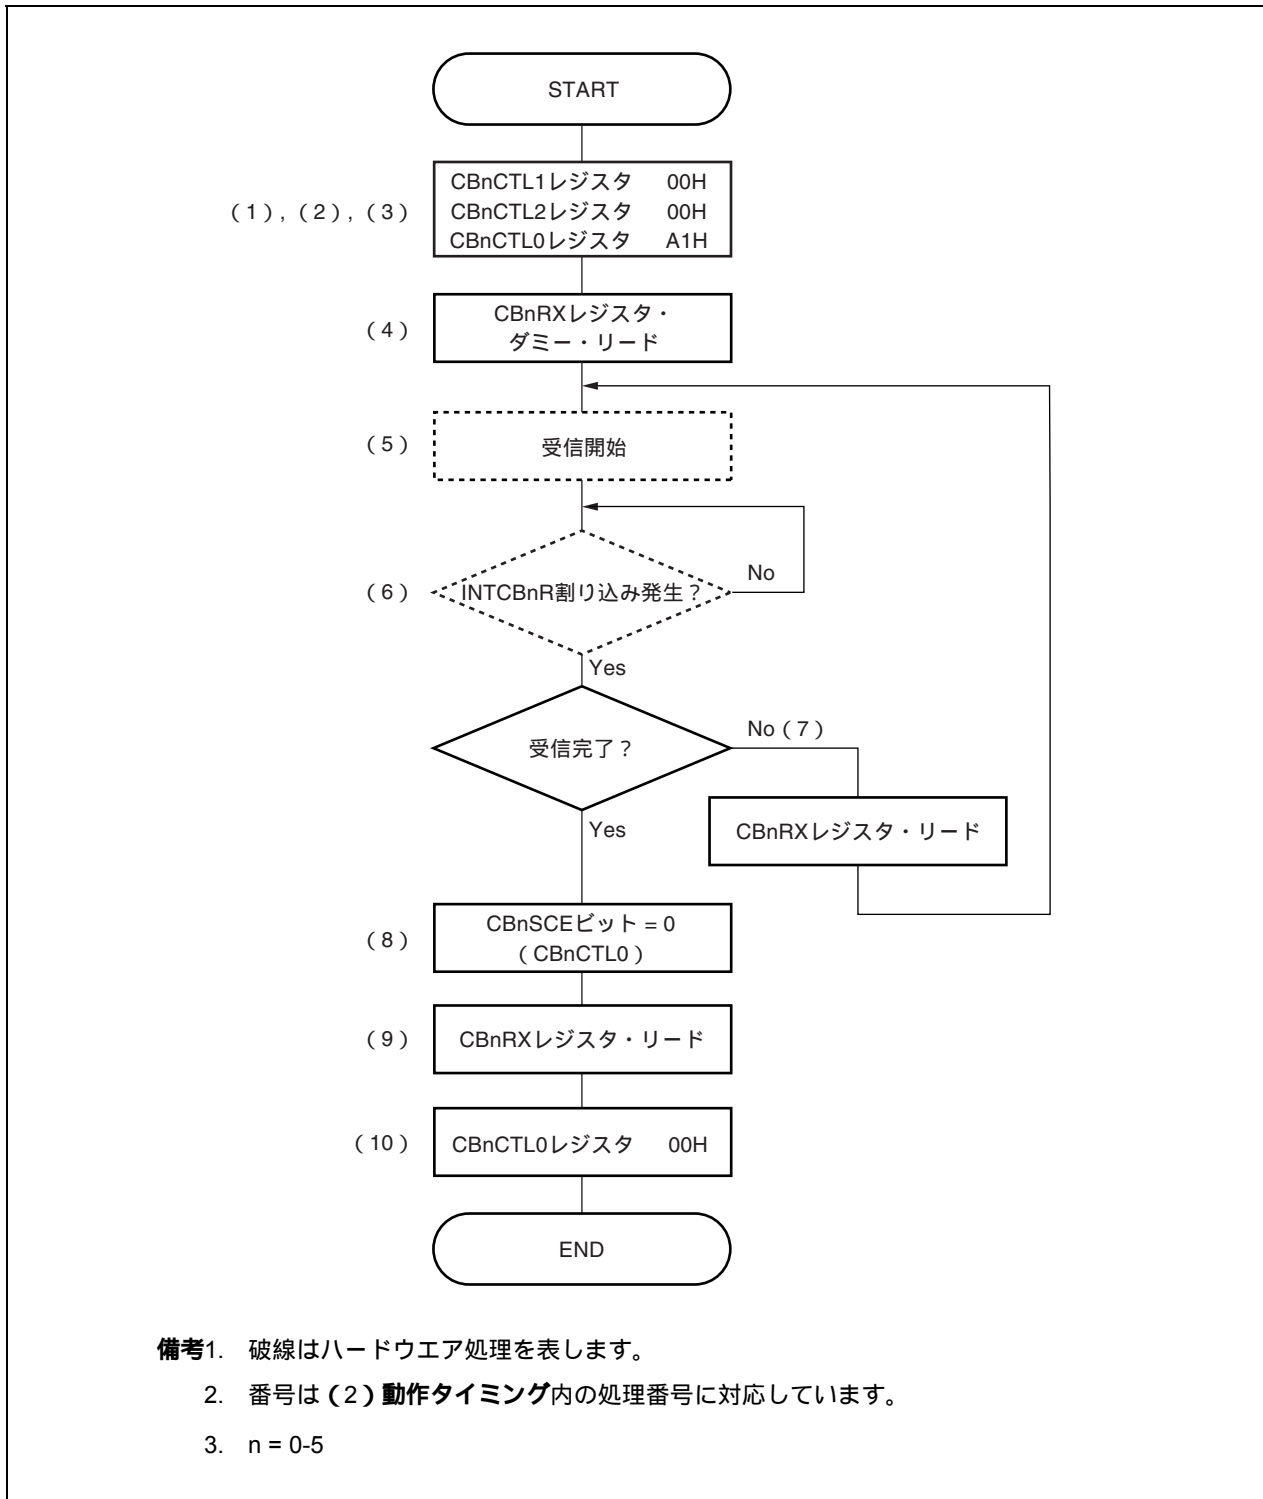 START
(1),(2),(3)
CBnCTL1レジスタ 00H
CBnCTL2レジスタ 00H
CBnCTL0レジスタ A1H
(4)
CBnRXレジスタ・
ダミー・リード
(5)
受信開始
(6)
INTCBnR割り込み発生？
No
Yes
受信完了？
No(7)
CBnRXレジスタ・リード
Yes
(8)
CBnSCEビット = 0
(CBnCTL0)
(9)
CBnRXレジスタ・リード
(10)
CBnCTL0レジスタ 00H
END
備考1. 破線はハードウエア処理を表します。
2. 番号は(2)動作タイミング内の処理番号に対応しています。
3. n = 0-5